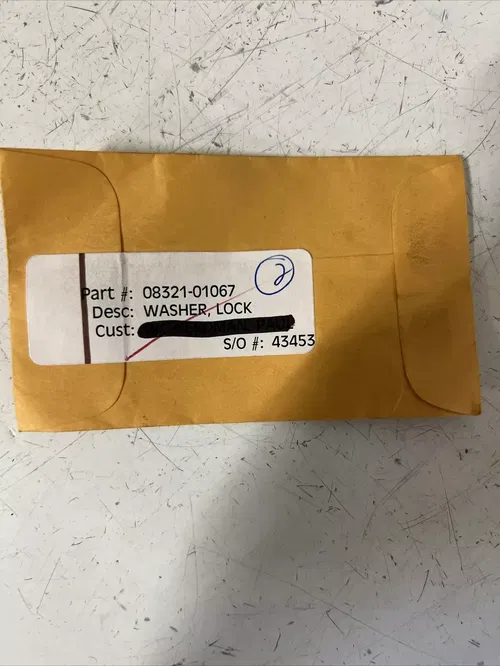 Part #: 08321-01067
2
Desc: WASHER, LOCK
Cust:
S/O #: 43453